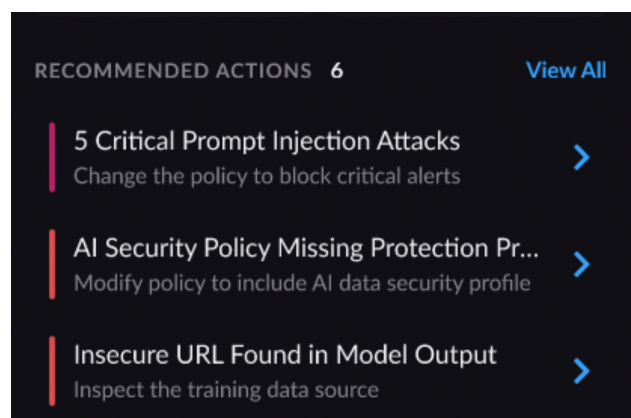 RECOMMENDED ACTIONS 6 View All
5 Critical Prompt Injection Attacks
Change the policy to block critical alerts
AI Security Policy Missing Protection Pr...
Modify policy to include AI data security profile
Insecure URL Found in Model Output
Inspect the training data source